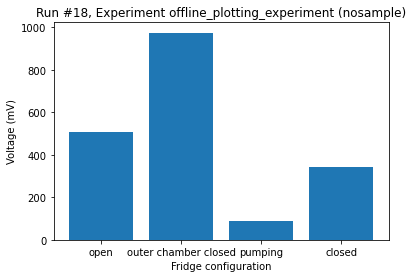 Run #18, Experiment offline_plotting_experiment (nosample)
1000
800
600
400
200
0
Voltage (mV)
open outer chamber closed pumping closed
Fridge configuration